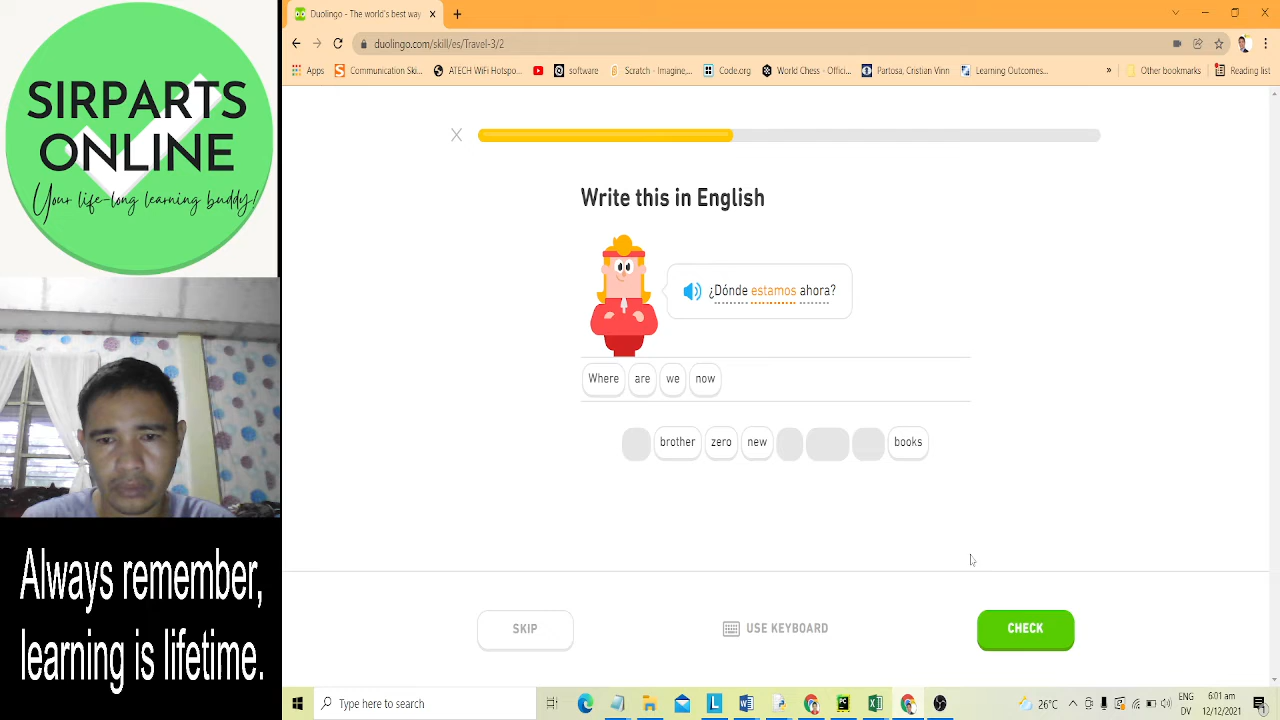 SIRPARTS
ONLINE
Your life-long learning buddy!
Always remember,
learning is lifetime.
Duolingo - The world's best way
duolingo.com/skill/es/Travel-3/2
Apps
Communication Ski...
ATECH WiFi Hotspo...
software
Scratch - Imagine,...
Coding
World Chess - Offici...
Partosa, Christian Vinn
Learning Outcomes...
»
Other bookmarks
Reading list
X
Write this in English
¿Dónde estamos ahora?
Where are we now
brother zero new books
SKIP
USE KEYBOARD
CHECK
Type here to search
26°C
ENG
DV
6:01 am
12/12/2021